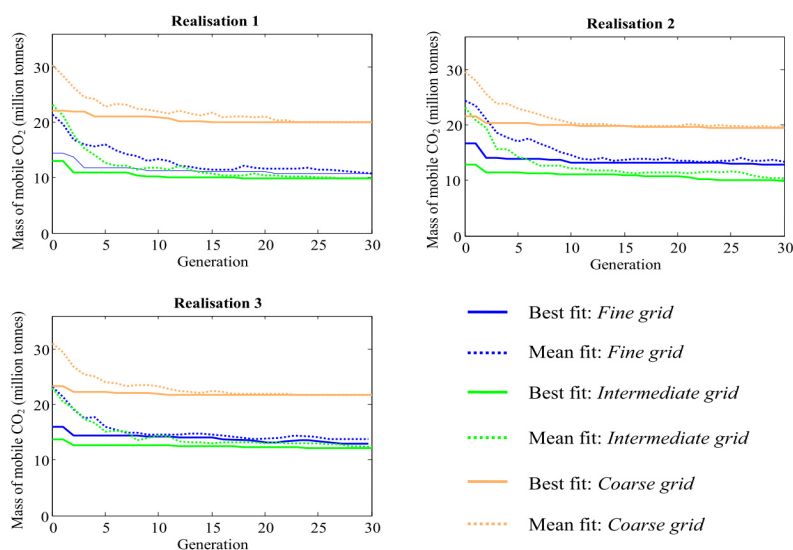 Realisation 1
Mass of mobile CO₂ (million tonnes)
30
20
10
0
0 5 10 15 20 25 30
Generation
Realisation 2
Mass of mobile CO₂ (million tonnes)
30
20
10
0
0 5 10 15 20 25 30
Generation
Realisation 3
Mass of mobile CO₂ (million tonnes)
30
20
10
0
0 5 10 15 20 25 30
Generation
Best fit: Fine grid
Mean fit: Fine grid
Best fit: Intermediate grid
Mean fit: Intermediate grid
Best fit: Coarse grid
Mean fit: Coarse grid